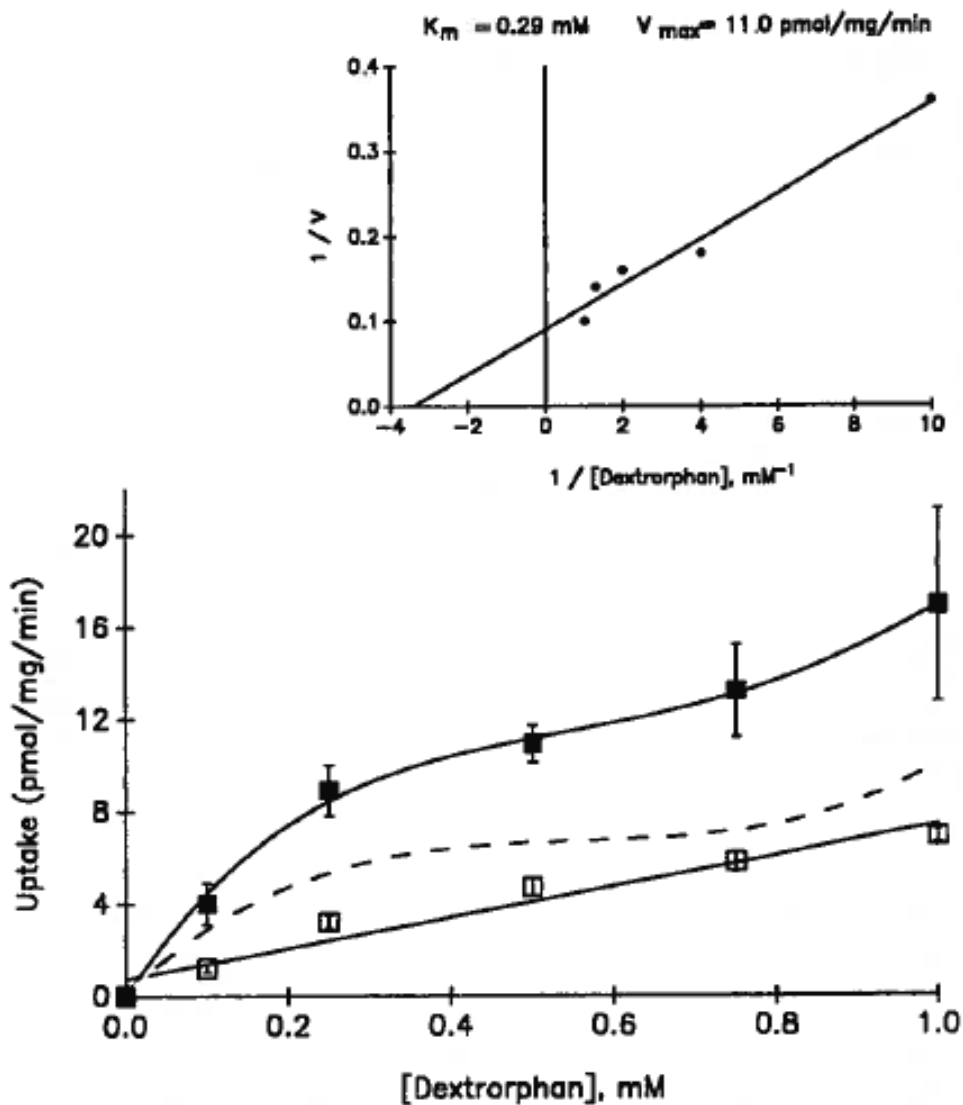 K m = 0.29 mM V max= 11.0 pmol/mg/min
0.4
0.3
0.2
0.1
0.0
1 / V
-4 -2 0 2 4 6 8 10
1 / [Dextrorphan], mM-1
20
16
12
8
4
0
Uptake (pmol/mg/min)
0.0 0.2 0.4 0.6 0.8 1.0
[Dextrorphan], mM